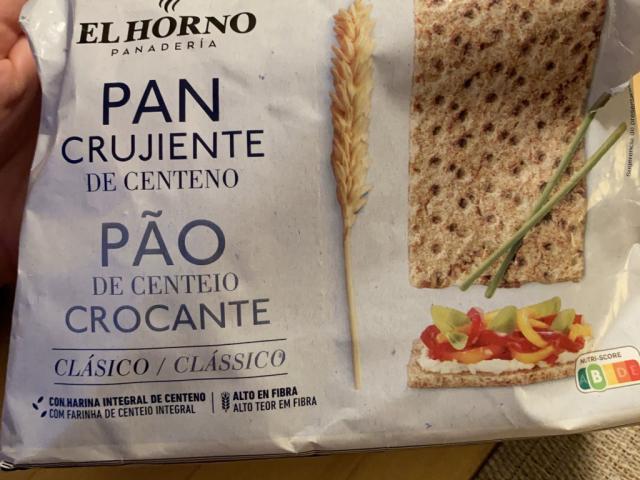 EL HORNO
PANADERÍA
PAN
CRUJIENTE
DE CENTENO
PÃO
DE CENTEIO
CROCANTE
CLÁSICO / CLÁSSICO
CON HARINA INTEGRAL DE CENTENO
COM FARINHA DE CENTEIO INTEGRAL
ALTO EN FIBRA
ALTO TEOR EM FIBRA
NUTRI-SCORE
A B D E